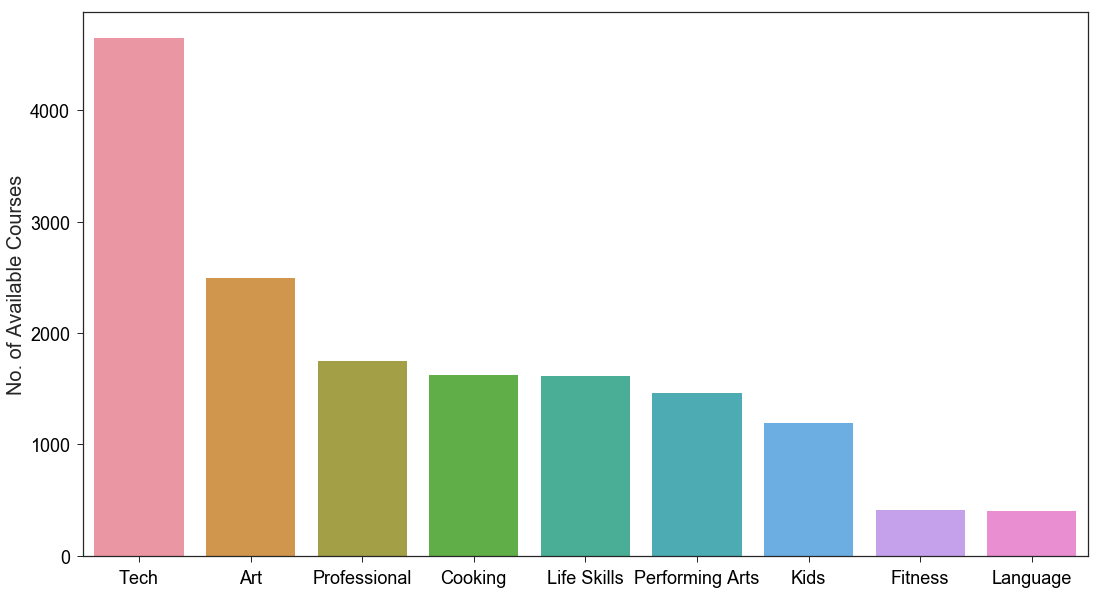 No. of Available Courses
4000
3000
2000
1000
0
Tech Art Professional Cooking Life Skills Performing Arts Kids Fitness Language